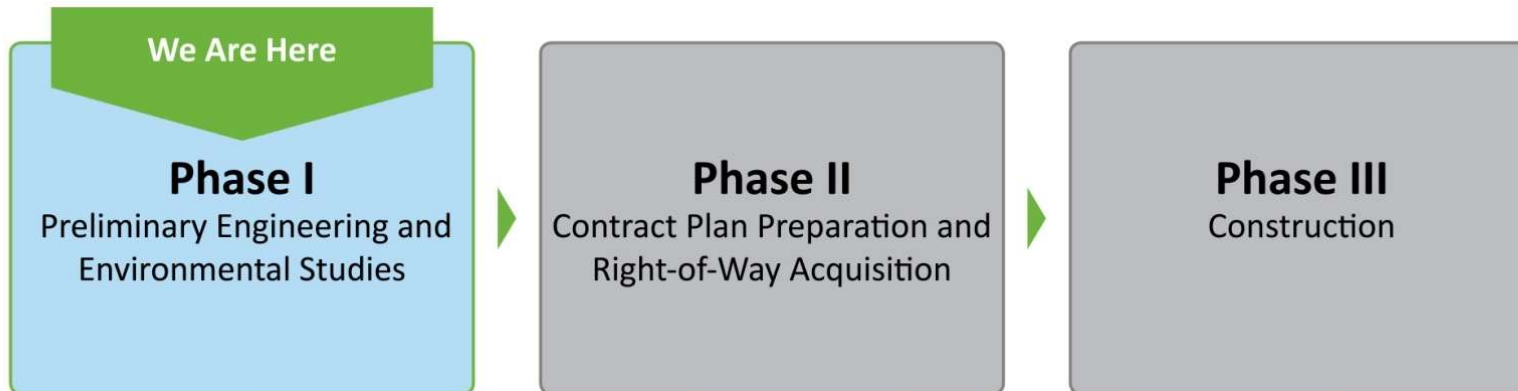 We Are Here
Phase I
Preliminary Engineering and
Environmental Studies
Phase II
Contract Plan Preparation and
Right-of-Way Acquisition
Phase III
Construction